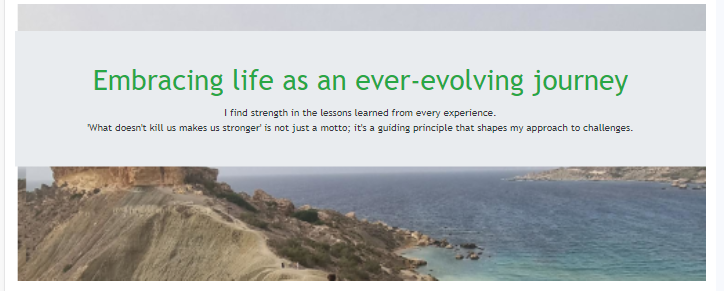 Embracing life as an ever-evolving journey
I find strength in the lessons learned from every experience.
'What doesn't kill us makes us stronger' is not just a motto; it's a guiding principle that shapes my approach to challenges.